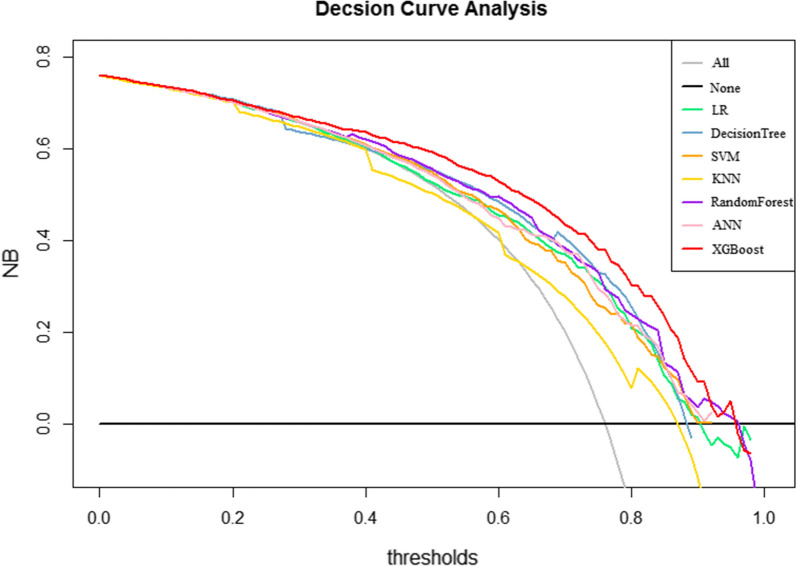 Decsion Curve Analysis
NB
0.8
0.6
0.4
0.2
0.0
All
None
LR
DecisionTree
SVM
KNN
RandomForest
ANN
XGBoost
0.0 0.2 0.4 0.6 0.8 1.0
thresholds